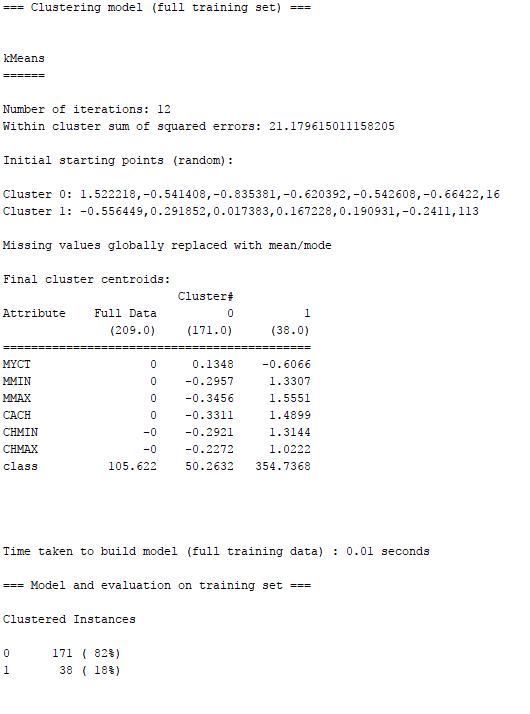 === Clustering model (full training set) ===
kMeans
======
Number of iterations: 12
Within cluster sum of squared errors: 21.179615011158205
Initial starting points (random):
Cluster 0: 1.522218,-0.541408,-0.835381,-0.620392,-0.542608,-0.66422,16
Cluster 1: -0.556449,0.291852,0.017383,0.167228,0.190931,-0.2411,113
Missing values globally replaced with mean/mode
Final cluster centroids:
                         Cluster#
Attribute    Full Data          0          1
               (209.0)    (171.0)     (38.0)
============================================
MYCT                 0     0.1348    -0.6066
MMIN                 0    -0.2957     1.3307
MMAX                 0    -0.3456     1.5551
CACH                 0    -0.3311     1.4899
CHMIN               -0    -0.2921     1.3144
CHMAX               -0    -0.2272     1.0222
class          105.622    50.2632   354.7368
Time taken to build model (full training data) : 0.01 seconds
=== Model and evaluation on training set ===
Clustered Instances
0      171 ( 82%)
1       38 ( 18%)